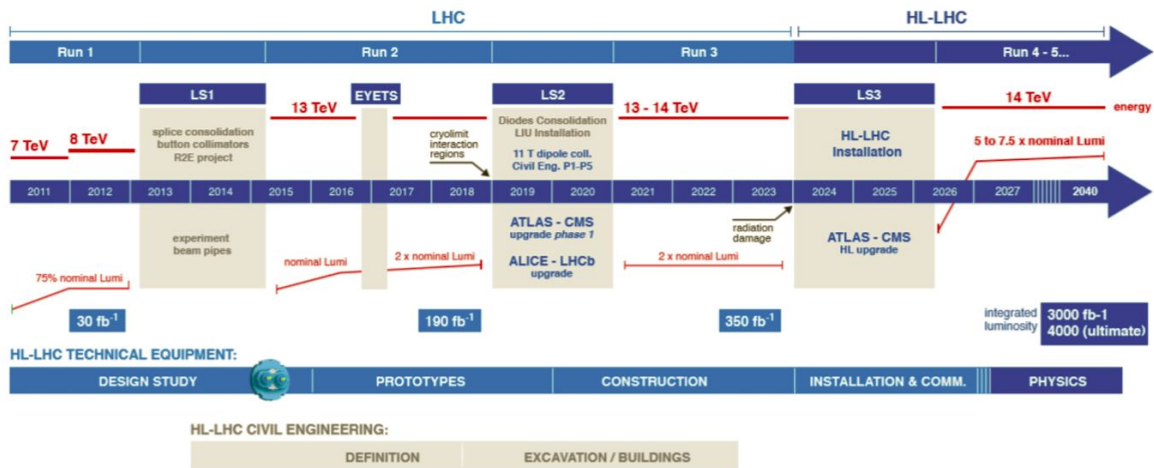 LHC HL-LHC
Run 1 Run 2 Run 3 Run 4 - 5...
LS1 EYETS LS2 LS3
7 TeV 8 TeV 13 TeV 13 - 14 TeV 14 TeV energy
splice consolidation
button collimators
R2E project
cryolimit
interaction
regions
Diodes Consolidation
LIU Installation
11 T dipole coll.
Civil Eng. P1-P5
HL-LHC
Installation
5 to 7.5 x nominal Lumi
2011 2012 2013 2014 2015 2016 2017 2018 2019 2020 2021 2022 2023 2024 2025 2026 2027 2040
experiment
beam pipes
ATLAS - CMS
upgrade phase 1
ALICE - LHCb
upgrade
radiation
damage
ATLAS - CMS
HL upgrade
75% nominal Lumi nominal Lumi 2 x nominal Lumi 2 x nominal Lumi
30 fb-1 190 fb-1 350 fb-1
integrated
luminosity
3000 fb-1
4000 (ultimate)
HL-LHC TECHNICAL EQUIPMENT:
DESIGN STUDY PROTOTYPES CONSTRUCTION INSTALLATION & COMM. PHYSICS
HL-LHC CIVIL ENGINEERING:
DEFINITION EXCAVATION / BUILDINGS